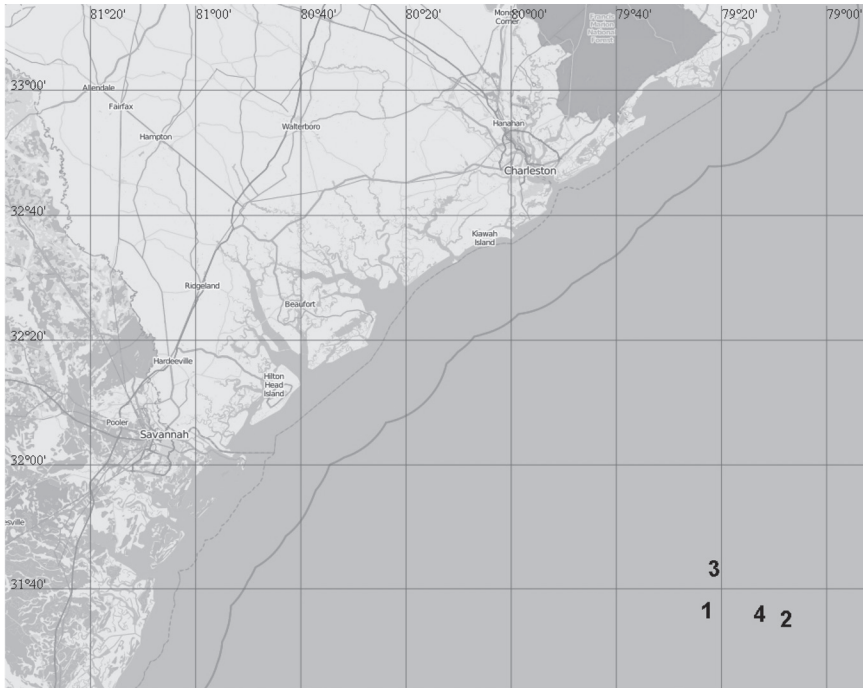 81°20'
81°00'
80°40'
80°20'
80°00'
79°40'
79°20'
79°00'
Corner
Francis
Marion
National
Forest
33°00'
Allendale
Fairfax
Hampton
Walterboro
Hanahan
Charleston
32°40'
Kiawah
Island
Ridgeland
Beaufort
32°20'
Hardeeville
Hilton
Head
Island
Pooler
Savannah
32°00'
esville
31°40'
3
1
4
2